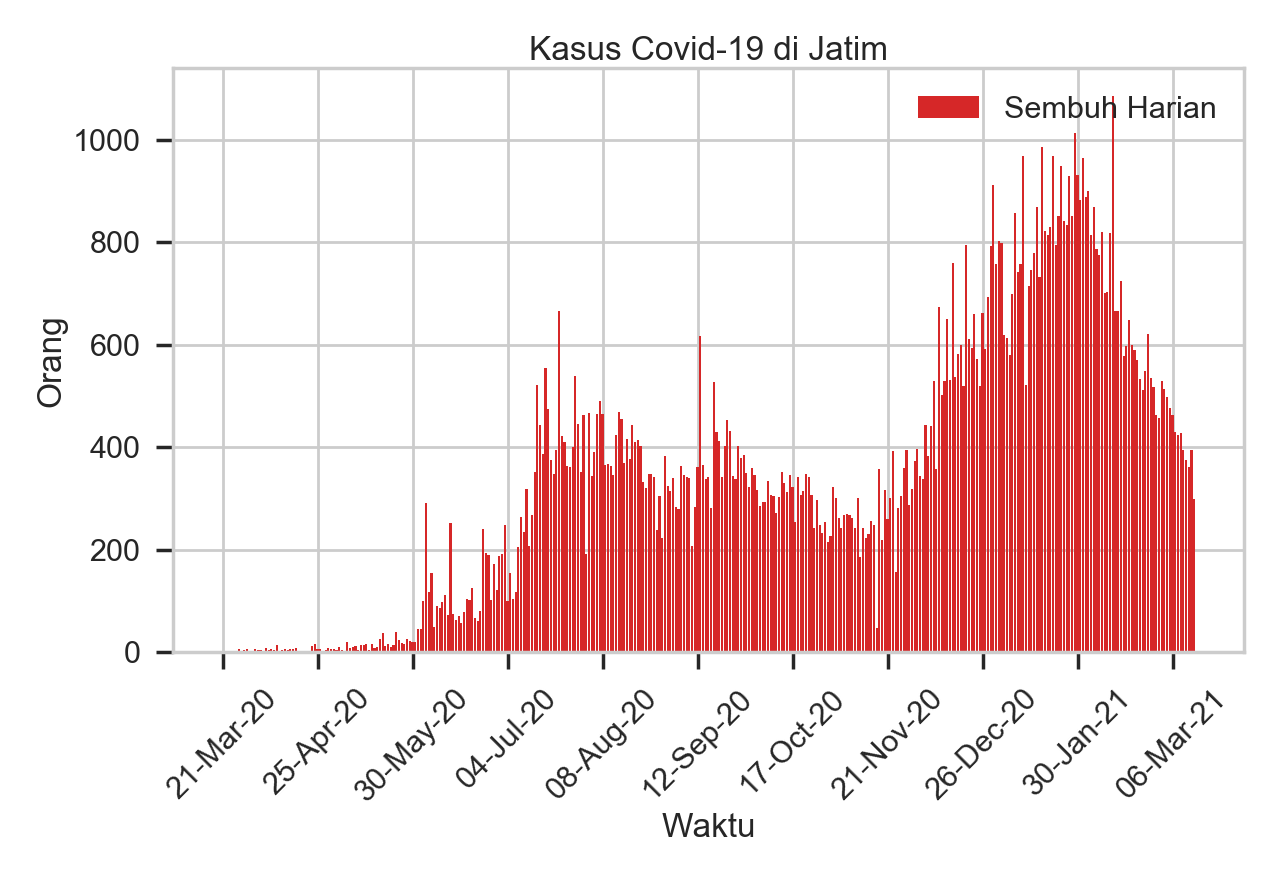 Kasus Covid-19 di Jatim
Sembuh Harian
1000
800
600
400
200
0
Orang
21-Mar-20
25-Apr-20
30-May-20
04-Jul-20
08-Aug-20
12-Sep-20
17-Oct-20
21-Nov-20
26-Dec-20
30-Jan-21
06-Mar-21
Waktu